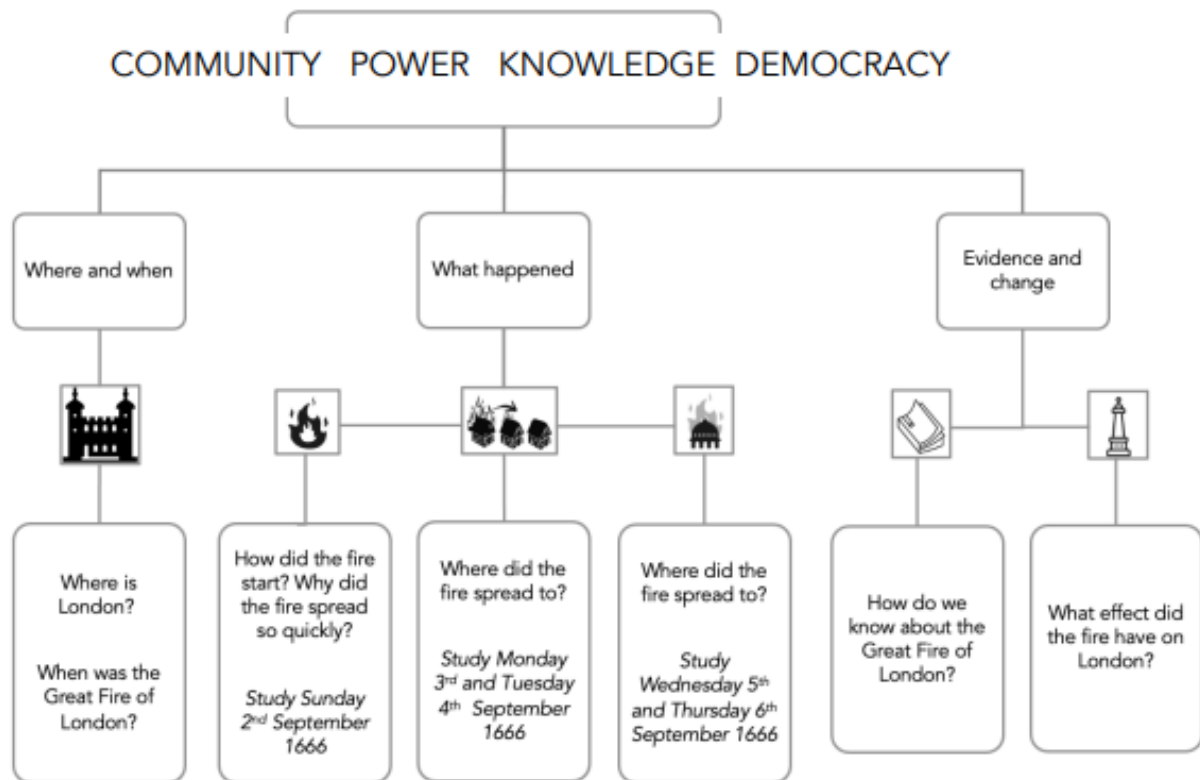 COMMUNITY POWER KNOWLEDGE DEMOCRACY
Where and when
What happened
Evidence and
change
Where is
London?
When was the
Great Fire of
London?
How did the fire
start? Why did
the fire spread
so quickly?
Study Sunday
2nd September
1666
Where did the
fire spread to?
Study Monday
3rd and Tuesday
4th September
1666
Where did the
fire spread to?
Study
Wednesday 5th
and Thursday 6th
September 1666
How do we
know about the
Great Fire of
London?
What effect did
the fire have on
London?